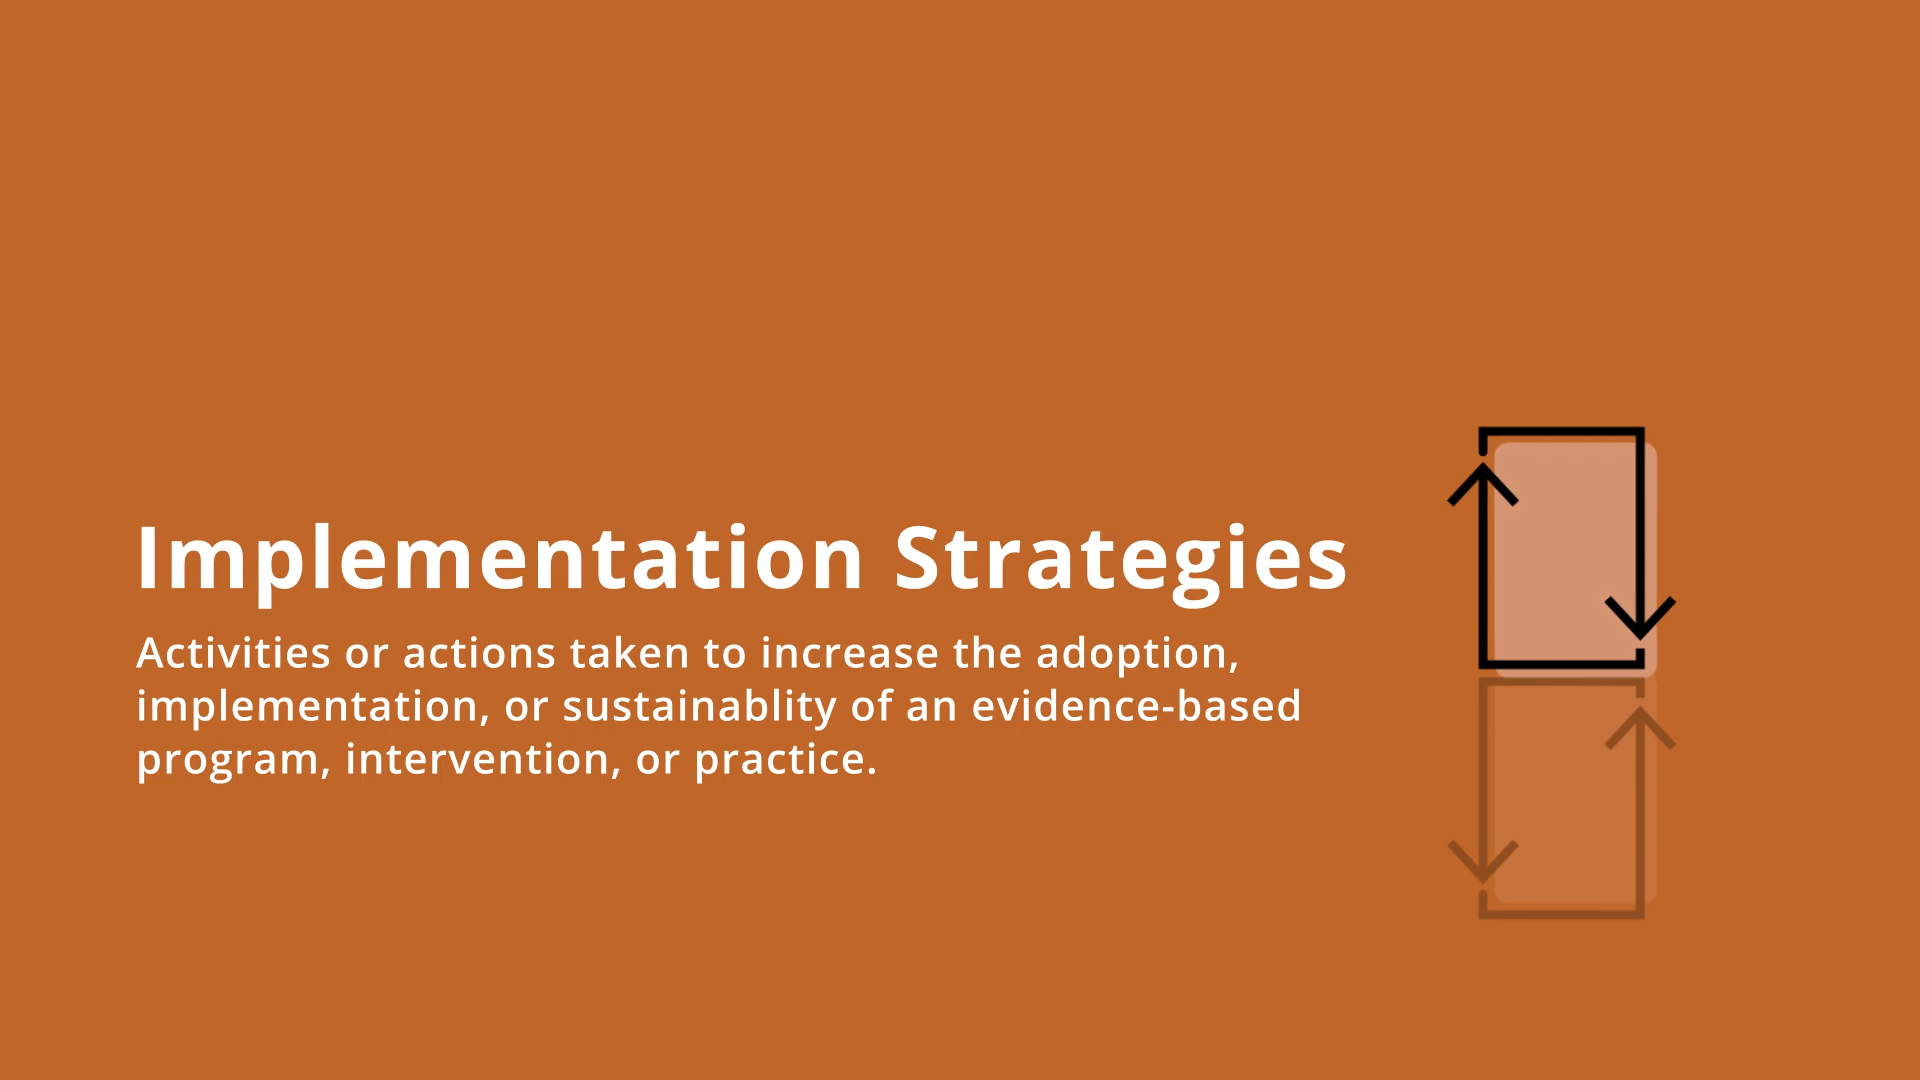 Implementation Strategies
Activities or actions taken to increase the adoption,
implementation, or sustainablity of an evidence-based
program, intervention, or practice.